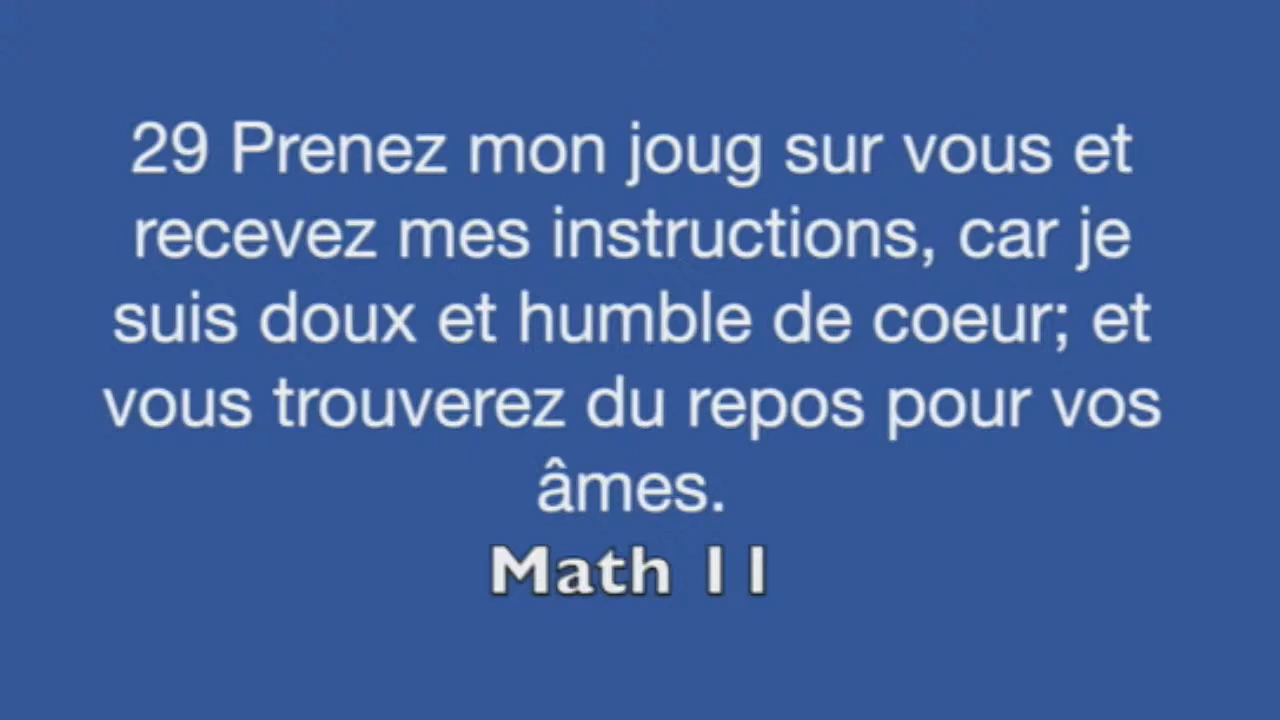 29 Prenez mon joug sur vous et
recevez mes instructions, car je
suis doux et humble de coeur; et
vous trouverez du repos pour vos
âmes.
Math 11